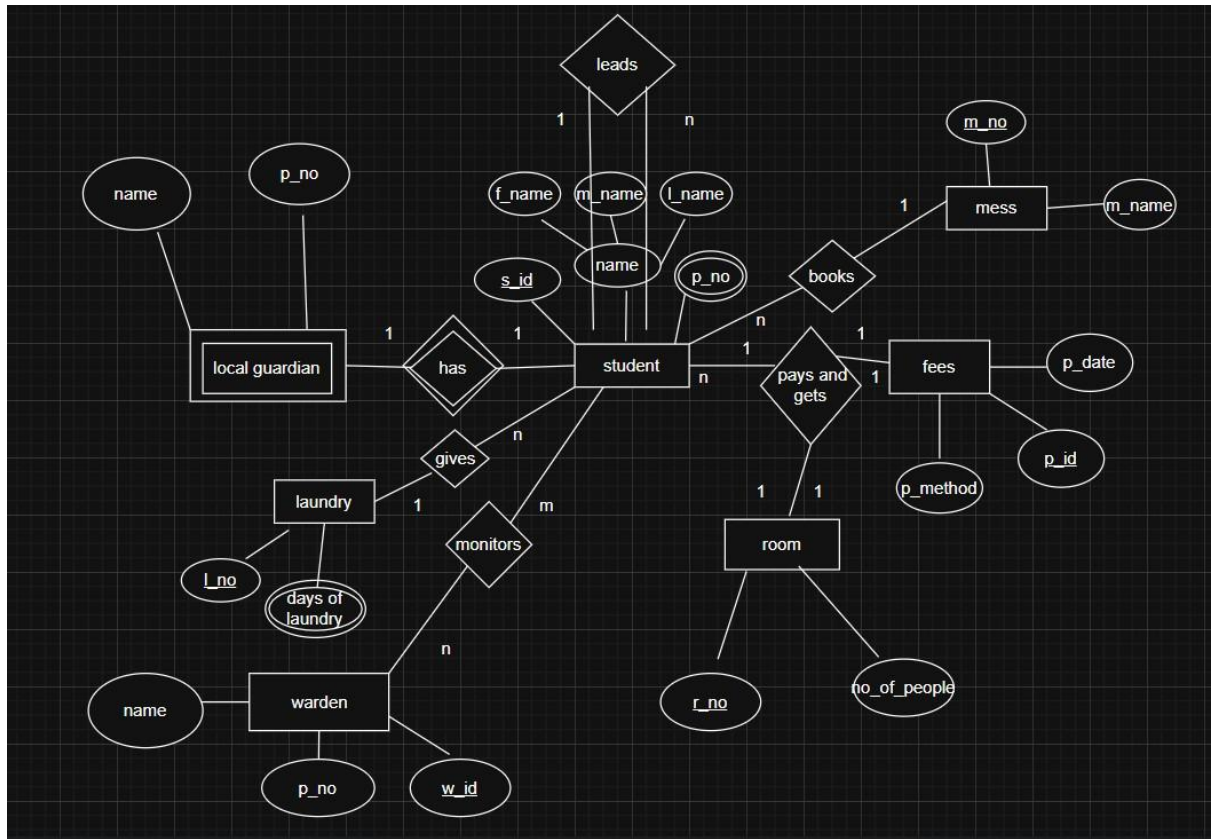 leads
1
n
m_no
p_no
name
f_name
m_name
l_name
mess
1
m_name
name
p_no
s_id
books
n
1
1
1
1
local guardian
has
student
n
pays and
gets
1
fees
p_date
n
gives
p_id
laundry
1
m
1
1
p_method
monitors
room
l_no
days of
laundry
n
name
warden
r_no
no_of_people
p_no
w_id